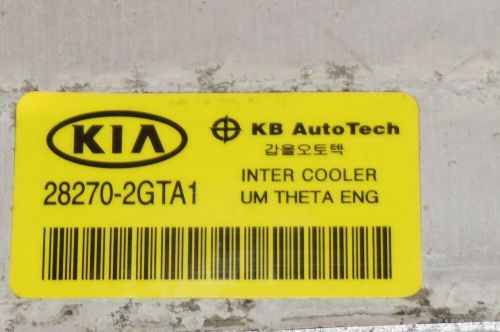 KIA
KB AutoTech
갑을오토텍
28270-2GTA1
INTER COOLER
UM THETA ENG